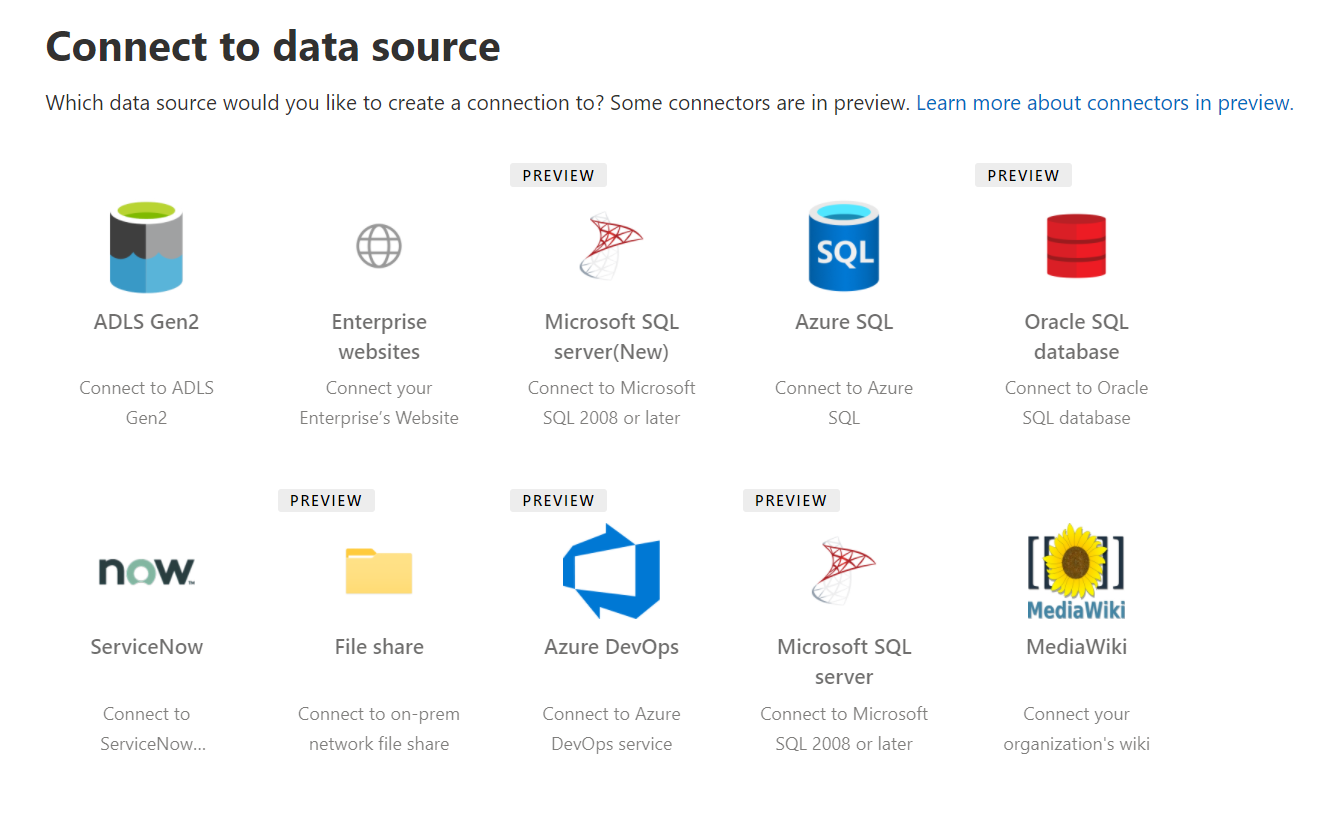 Connect to data source
Which data source would you like to create a connection to? Some connectors are in preview. Learn more about connectors in preview.
PREVIEW
PREVIEW
SQL
ADLS Gen2
Enterprise
websites
Microsoft SQL
server(New)
Azure SQL
Oracle SQL
database
Connect to ADLS
Gen2
Connect your
Enterprise’s Website
Connect to Microsoft
SQL 2008 or later
Connect to Azure
SQL
Connect to Oracle
SQL database
PREVIEW
PREVIEW
PREVIEW
now™
[[ ]]
MediaWiki
ServiceNow
File share
Azure DevOps
Microsoft SQL
server
MediaWiki
Connect to
ServiceNow...
Connect to on-prem
network file share
Connect to Azure
DevOps service
Connect to Microsoft
SQL 2008 or later
Connect your
organization's wiki